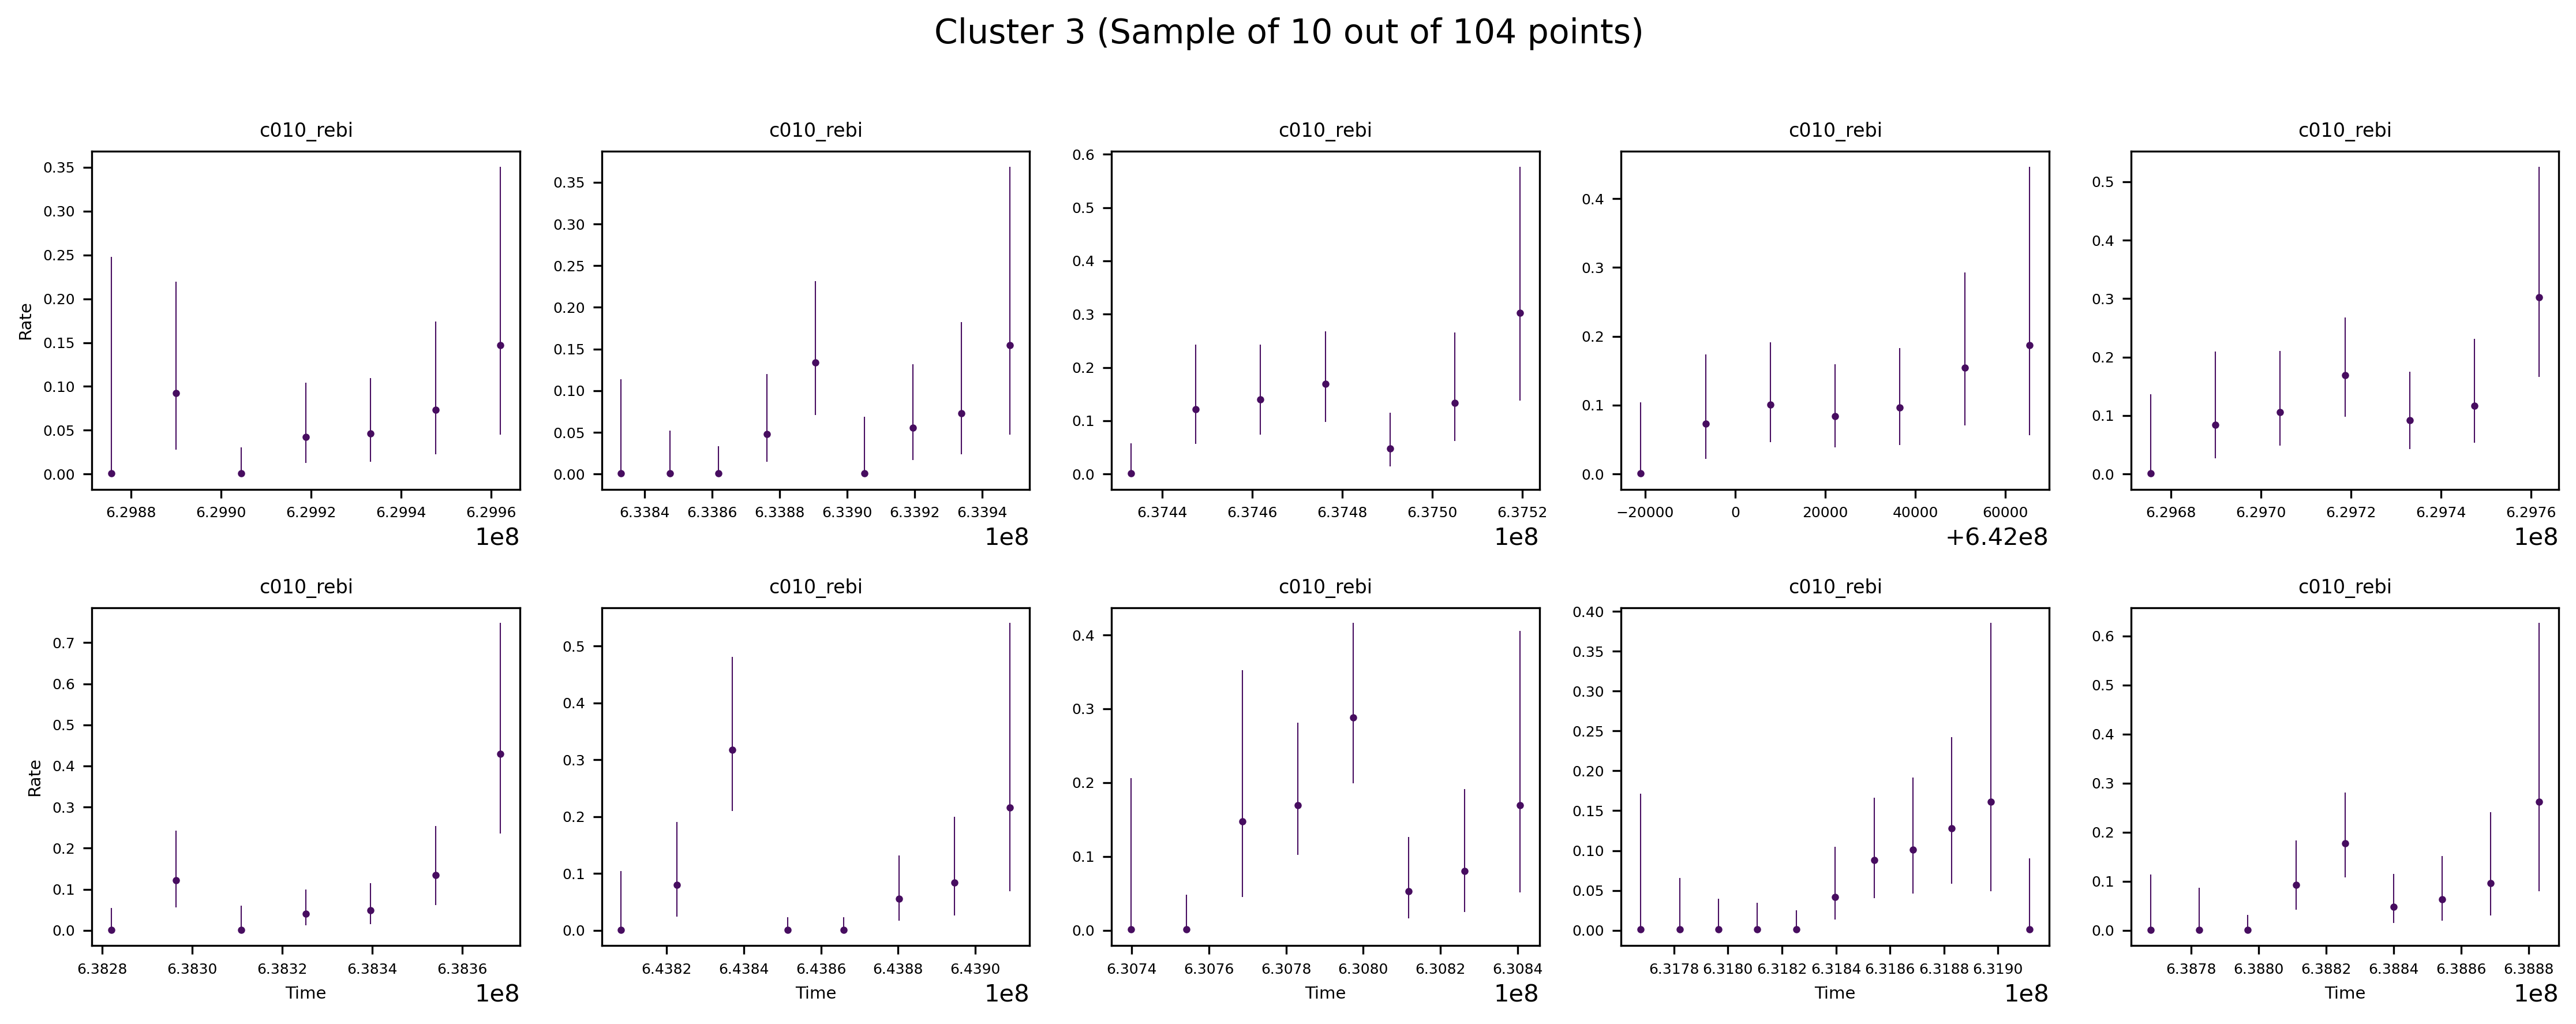 Cluster 3 (Sample of 10 out of 104 points)
c010_rebi c010_rebi c010_rebi c010_rebi c010_rebi
Rate
0.35 0.30 0.25 0.20 0.15 0.10 0.05 0.00
6.2988 6.2990 6.2992 6.2994 6.2996
1e8
0.35 0.30 0.25 0.20 0.15 0.10 0.05 0.00
6.3384 6.3386 6.3388 6.3390 6.3392 6.3394
1e8
0.6 0.5 0.4 0.3 0.2 0.1 0.0
6.3744 6.3746 6.3748 6.3750 6.3752
1e8
0.4 0.3 0.2 0.1 0.0
−20000 0 20000 40000 60000
+6.42e8
0.5 0.4 0.3 0.2 0.1 0.0
6.2968 6.2970 6.2972 6.2974 6.2976
1e8
c010_rebi c010_rebi c010_rebi c010_rebi c010_rebi
Rate
0.7 0.6 0.5 0.4 0.3 0.2 0.1 0.0
6.3828 6.3830 6.3832 6.3834 6.3836
Time
1e8
0.5 0.4 0.3 0.2 0.1 0.0
6.4382 6.4384 6.4386 6.4388 6.4390
Time
1e8
0.4 0.3 0.2 0.1 0.0
6.3074 6.3076 6.3078 6.3080 6.3082 6.3084
Time
1e8
0.40 0.35 0.30 0.25 0.20 0.15 0.10 0.05 0.00
6.3178 6.3180 6.3182 6.3184 6.3186 6.3188 6.3190
Time
1e8
0.6 0.5 0.4 0.3 0.2 0.1 0.0
6.3878 6.3880 6.3882 6.3884 6.3886 6.3888
Time
1e8